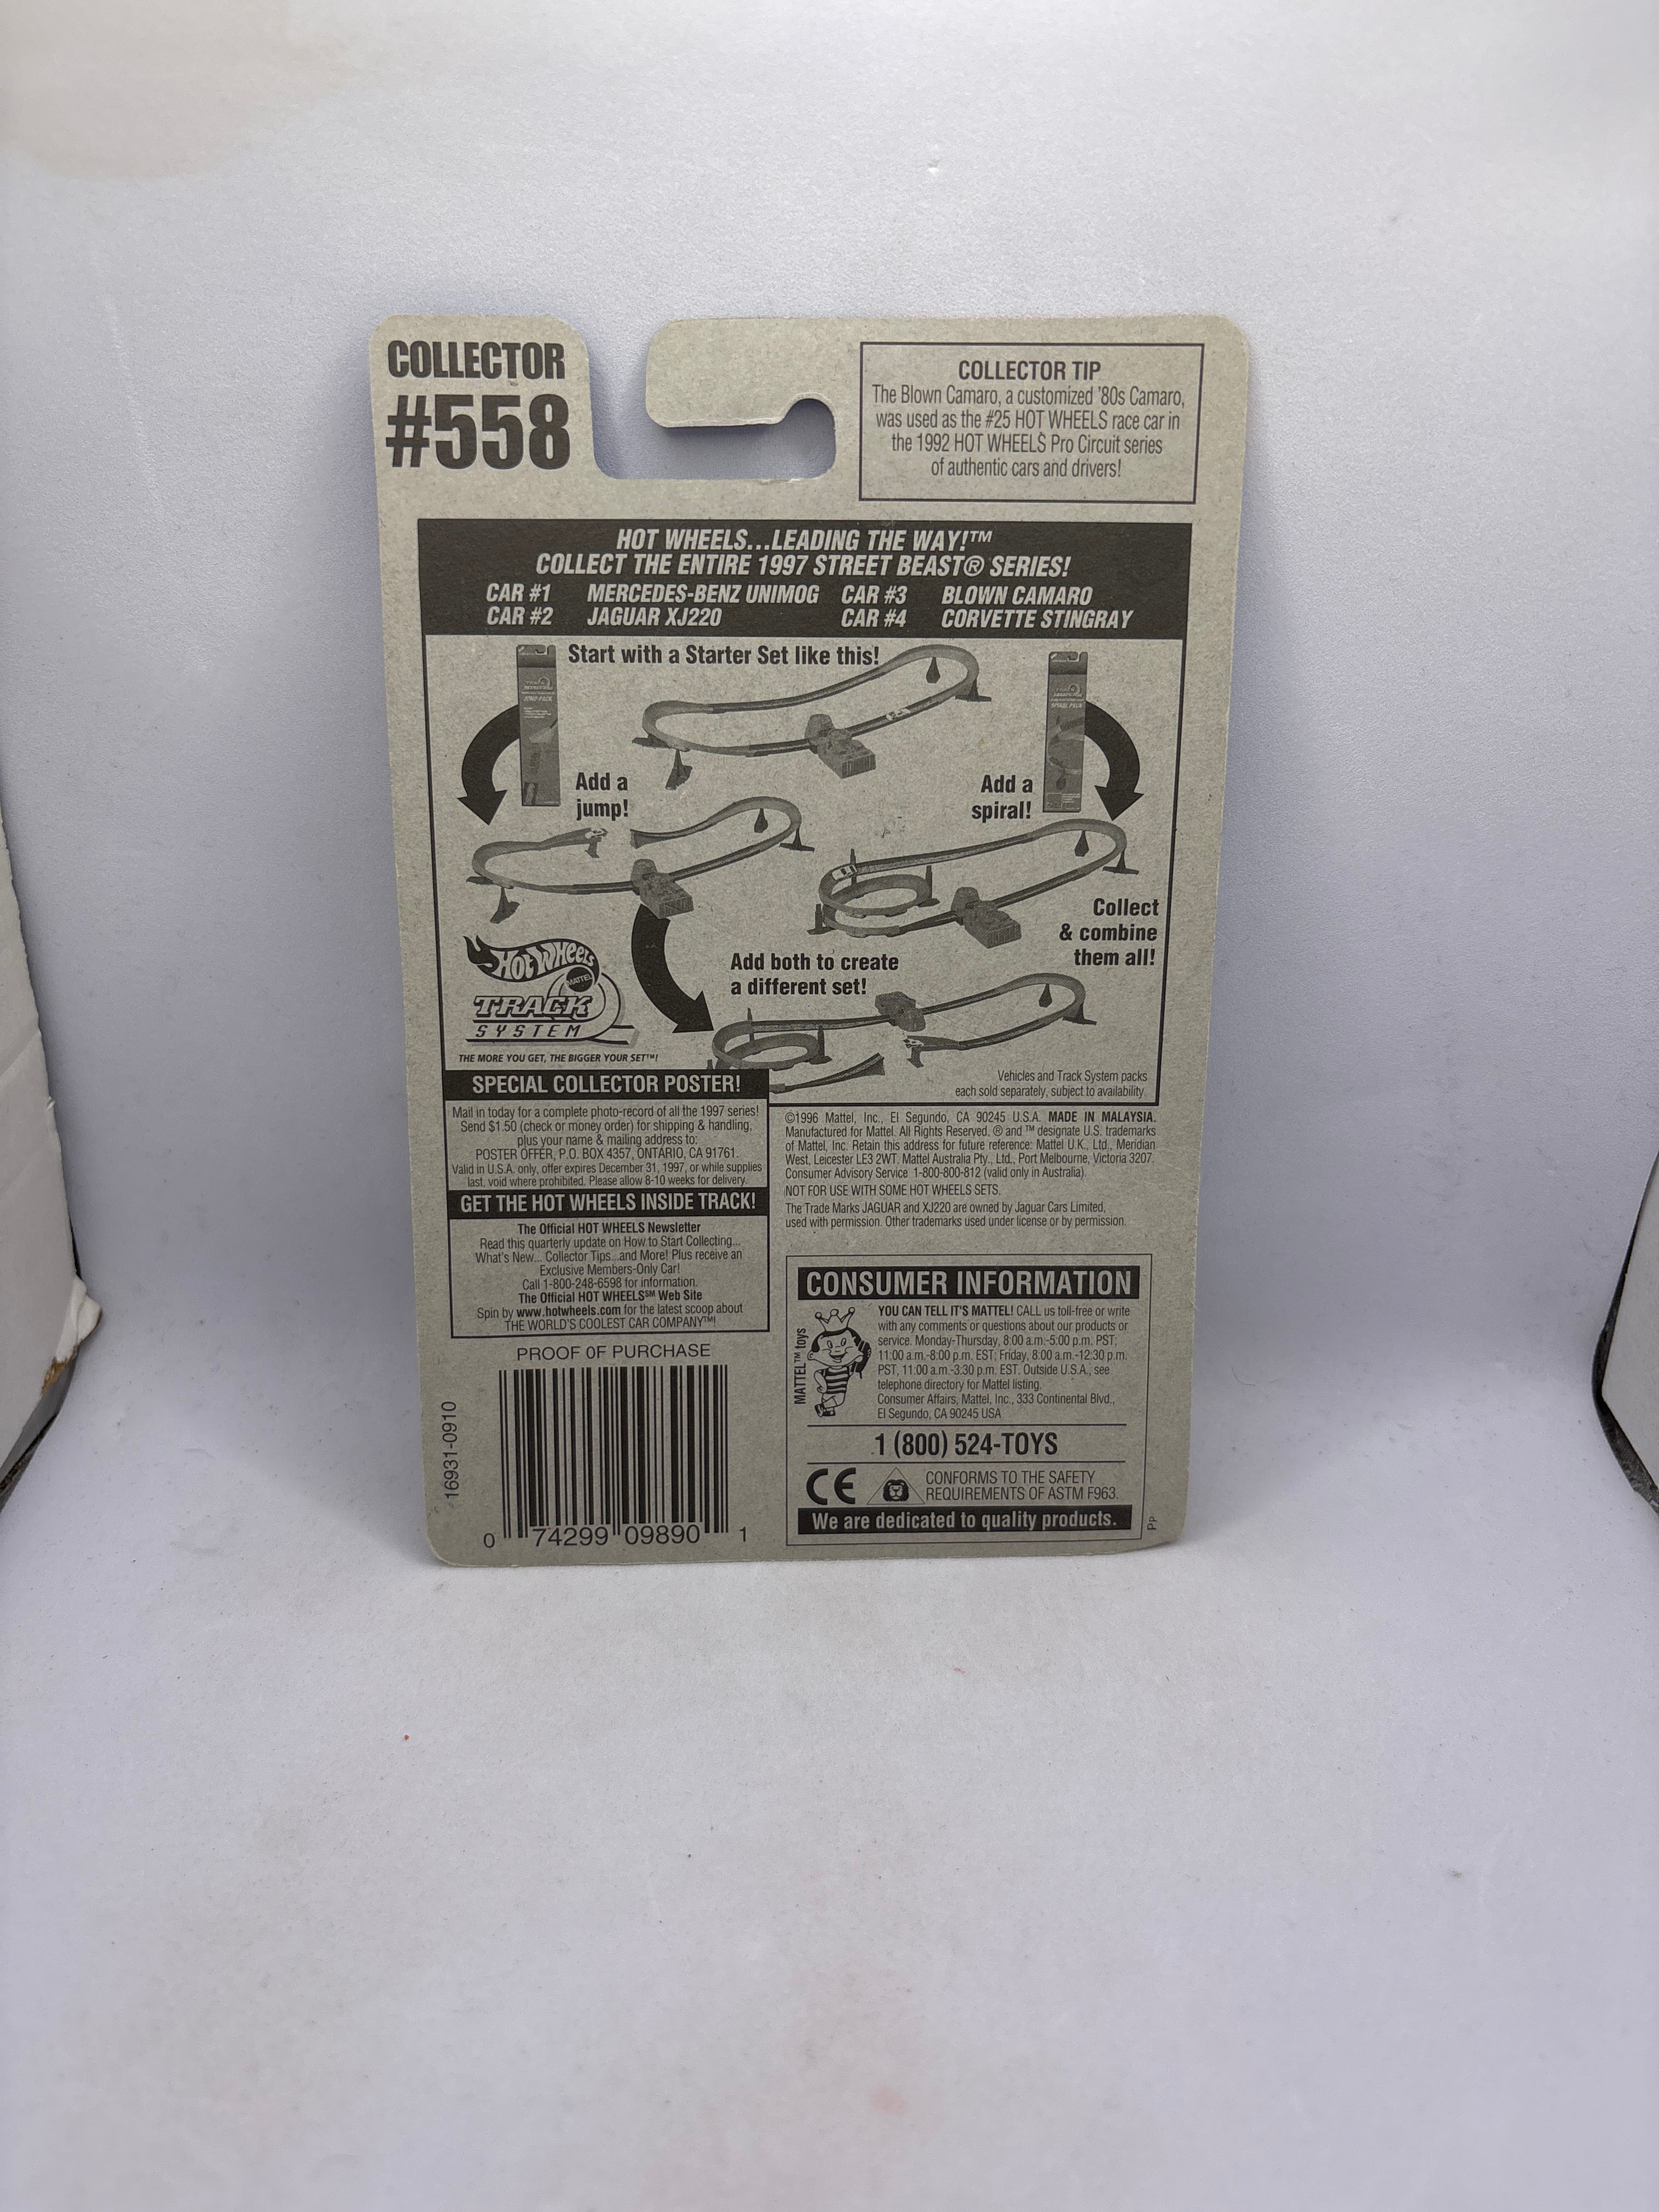 COLLECTOR
#558
COLLECTOR TIP
The Blown Camaro, a customized '80s Camaro,
was used as the #25 HOT WHEELS race car in
the 1992 HOT WHEELS Pro Circuit series
of authentic cars and drivers!
HOT WHEELS...LEADING THE WAY!™
COLLECT THE ENTIRE 1997 STREET BEAST® SERIES!
CAR #1 MERCEDES-BENZ UNIMOG CAR #3 BLOWN CAMARO
CAR #2 JAGUAR XJ220 CAR #4 CORVETTE STINGRAY
Start with a Starter Set like this!
Add a
jump!
Add a
spiral!
Collect
& combine
them all!
Add both to create
a different set!
Hot Wheels
MATTEL
TRACK
SYSTEM
THE MORE YOU GET, THE BIGGER YOUR SET™!
Vehicles and Track System packs
each sold separately, subject to availability.
SPECIAL COLLECTOR POSTER!
Mail in today for a complete photo-record of all the 1997 series!
Send $1.50 (check or money order) for shipping & handling,
plus your name & mailing address to:
POSTER OFFER, P.O. BOX 4357, ONTARIO, CA 91761.
Valid in U.S.A. only, offer expires December 31, 1997, or while supplies
last, void where prohibited. Please allow 8-10 weeks for delivery.
GET THE HOT WHEELS INSIDE TRACK!
The Official HOT WHEELS Newsletter
Read this quarterly update on How to Start Collecting...
What's New... Collector Tips...and More! Plus receive an
Exclusive Members-Only Car!
Call 1-800-248-6598 for information.
The Official HOT WHEELS℠ Web Site
Spin by www.hotwheels.com for the latest scoop about
THE WORLD'S COOLEST CAR COMPANY™!
©1996 Mattel, Inc., El Segundo, CA 90245 U.S.A. MADE IN MALAYSIA.
Manufactured for Mattel. All Rights Reserved. ® and ™ designate U.S. trademarks
of Mattel, Inc. Retain this address for future reference: Mattel U.K., Ltd., Meridian
West, Leicester LE3 2WT. Mattel Australia Pty., Ltd., Port Melbourne, Victoria 3207.
Consumer Advisory Service 1-800-800-812 (valid only in Australia).
NOT FOR USE WITH SOME HOT WHEELS SETS.
The Trade Marks JAGUAR and XJ220 are owned by Jaguar Cars Limited,
used with permission. Other trademarks used under license or by permission.
PROOF OF PURCHASE
16931-0910
0 74299 09890 1
CONSUMER INFORMATION
MATTEL™ toys
YOU CAN TELL IT'S MATTEL! CALL us toll-free or write
with any comments or questions about our products or
service. Monday-Thursday, 8:00 a.m.-5:00 p.m. PST;
11:00 a.m.-8:00 p.m. EST; Friday, 8:00 a.m.-12:30 p.m.
PST, 11:00 a.m.-3:30 p.m. EST. Outside U.S.A., see
telephone directory for Mattel listing.
Consumer Affairs, Mattel, Inc., 333 Continental Blvd.,
El Segundo, CA 90245 USA
1 (800) 524-TOYS
CE
CONFORMS TO THE SAFETY
REQUIREMENTS OF ASTM F963.
We are dedicated to quality products.
PP